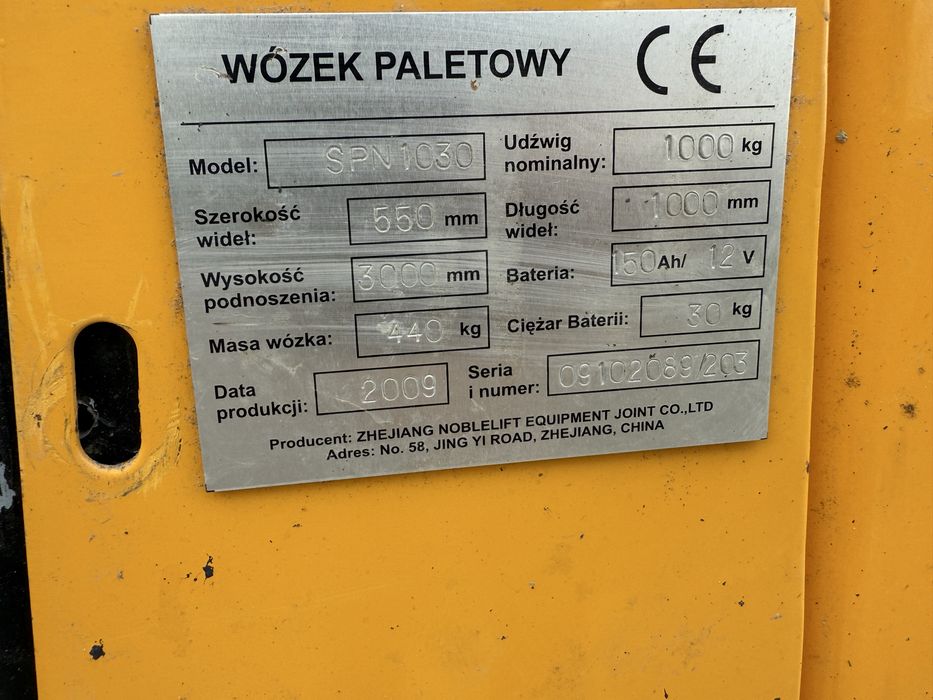 WÓZEK PALETOWY CE
Model: SPN1030
Udźwig nominalny: 1000 kg
Szerokość wideł: 550 mm
Długość wideł: 1000 mm
Wysokość podnoszenia: 3000 mm
Bateria: 150 Ah/ 12 V
Masa wózka: 440 kg
Ciężar Baterii: 30 kg
Data produkcji: 2009
Seria i numer: 09102089/203
Producent: ZHEJIANG NOBLELIFT EQUIPMENT JOINT CO.,LTD
Adres: No. 58, JING YI ROAD, ZHEJIANG, CHINA